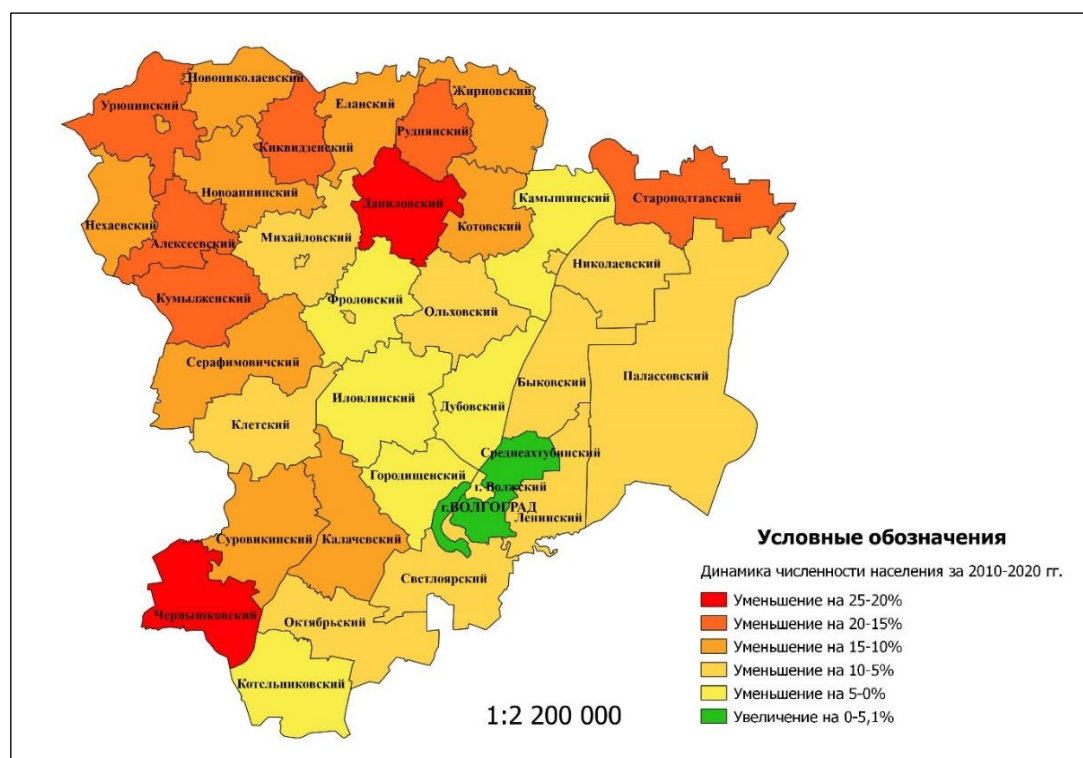 Новониколаевский
Урюпинский
Жирновский
Еланский
Руднянский
Киквидзенский
Новоаннинский
Даниловский
Камышинский
Старополтавский
Нехаевский
Алексеевский
Михайловский
Котовский
Николаевский
Кумылженский
Фроловский
Ольховский
Серафимовичский
Палассовский
Быковский
Иловлинский
Дубовский
Клетский
Среднеахтубинский
Городищенский
г. Волжский
г.ВОЛГОГРАД
Ленинский
Суровикинский
Калачевский
Светлоярский
Чернышковский
Октябрьский
Котельниковский
1:2 200 000
Условные обозначения
Динамика численности населения за 2010-2020 гг.
Уменьшение на 25-20%
Уменьшение на 20-15%
Уменьшение на 15-10%
Уменьшение на 10-5%
Уменьшение на 5-0%
Увеличение на 0-5,1%